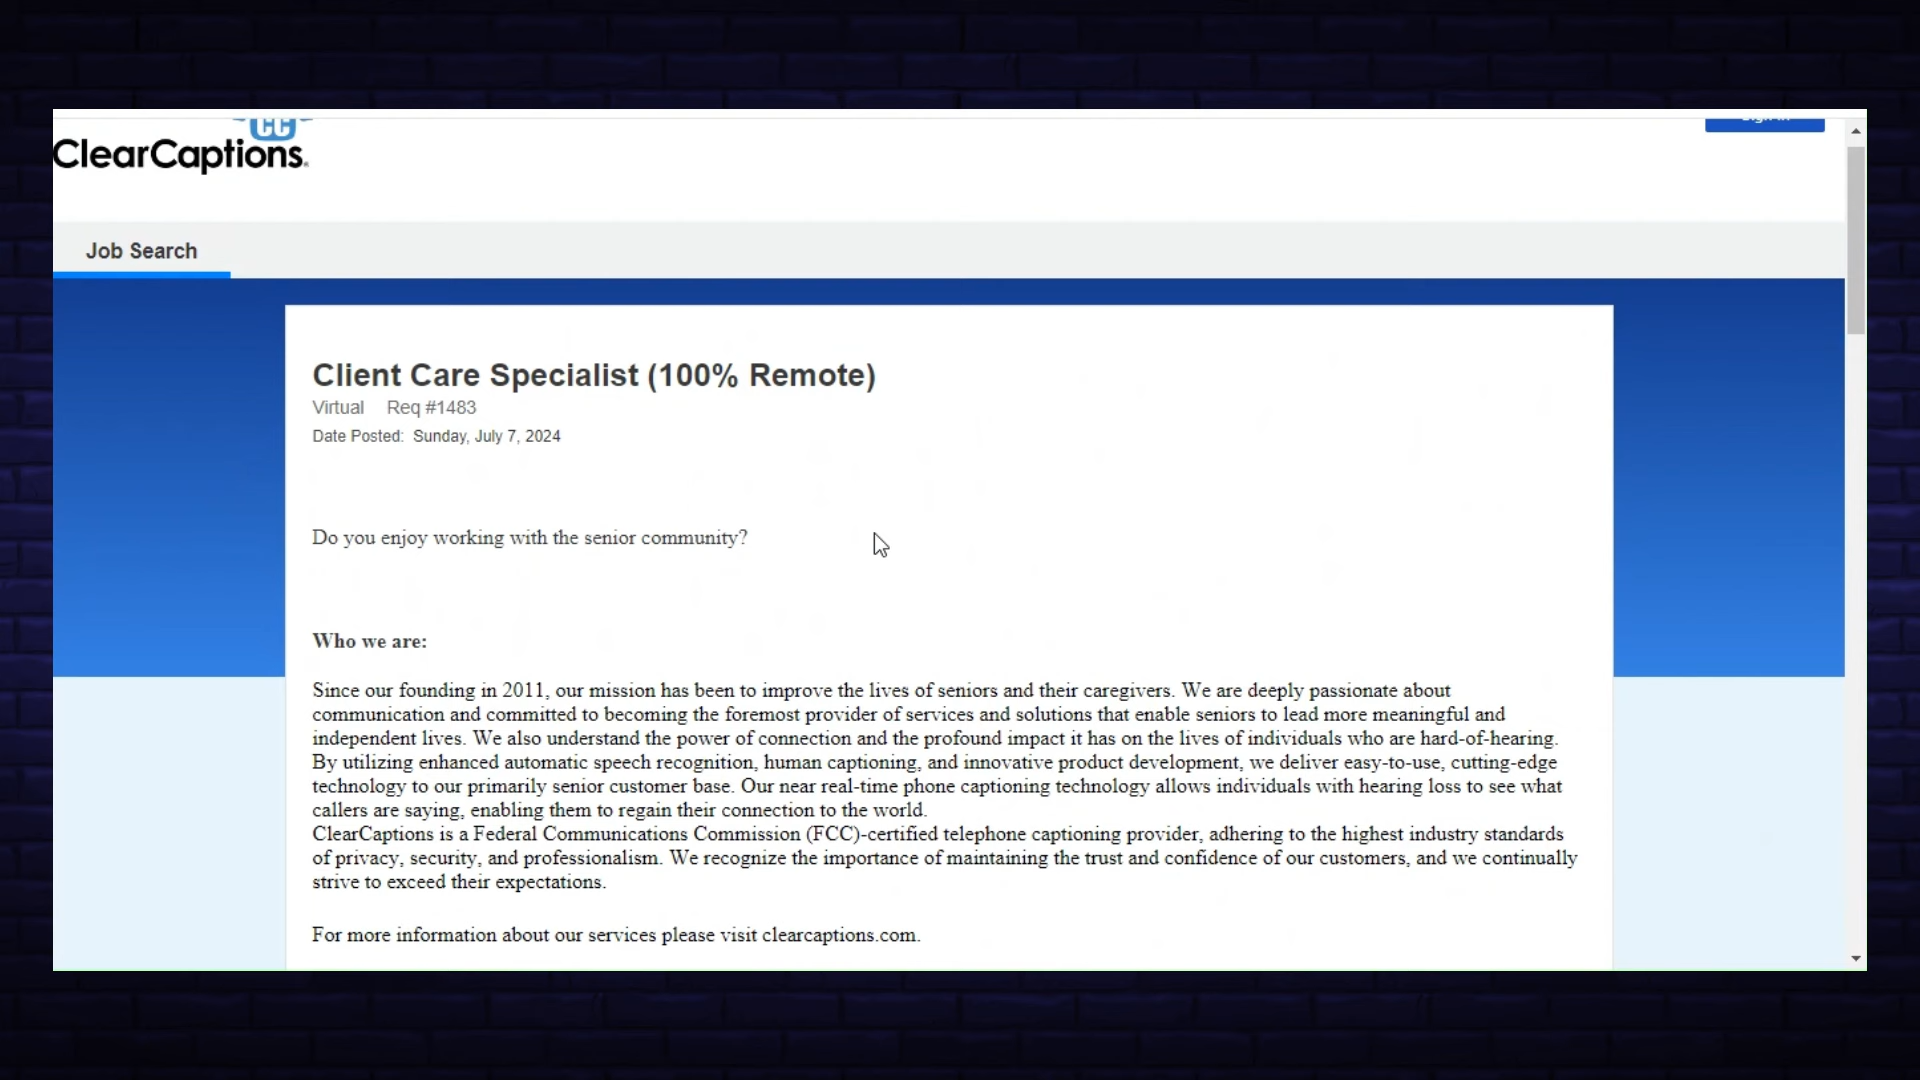 CC
ClearCaptions
Sign In
Job Search
Client Care Specialist (100% Remote)
Virtual Req #1483
Date Posted: Sunday, July 7, 2024
Do you enjoy working with the senior community?
Who we are:
Since our founding in 2011, our mission has been to improve the lives of seniors and their caregivers. We are deeply passionate about
communication and committed to becoming the foremost provider of services and solutions that enable seniors to lead more meaningful and
independent lives. We also understand the power of connection and the profound impact it has on the lives of individuals who are hard-of-hearing.
By utilizing enhanced automatic speech recognition, human captioning, and innovative product development, we deliver easy-to-use, cutting-edge
technology to our primarily senior customer base. Our near real-time phone captioning technology allows individuals with hearing loss to see what
callers are saying, enabling them to regain their connection to the world.
ClearCaptions is a Federal Communications Commission (FCC)-certified telephone captioning provider, adhering to the highest industry standards
of privacy, security, and professionalism. We recognize the importance of maintaining the trust and confidence of our customers, and we continually
strive to exceed their expectations.
For more information about our services please visit clearcaptions.com.